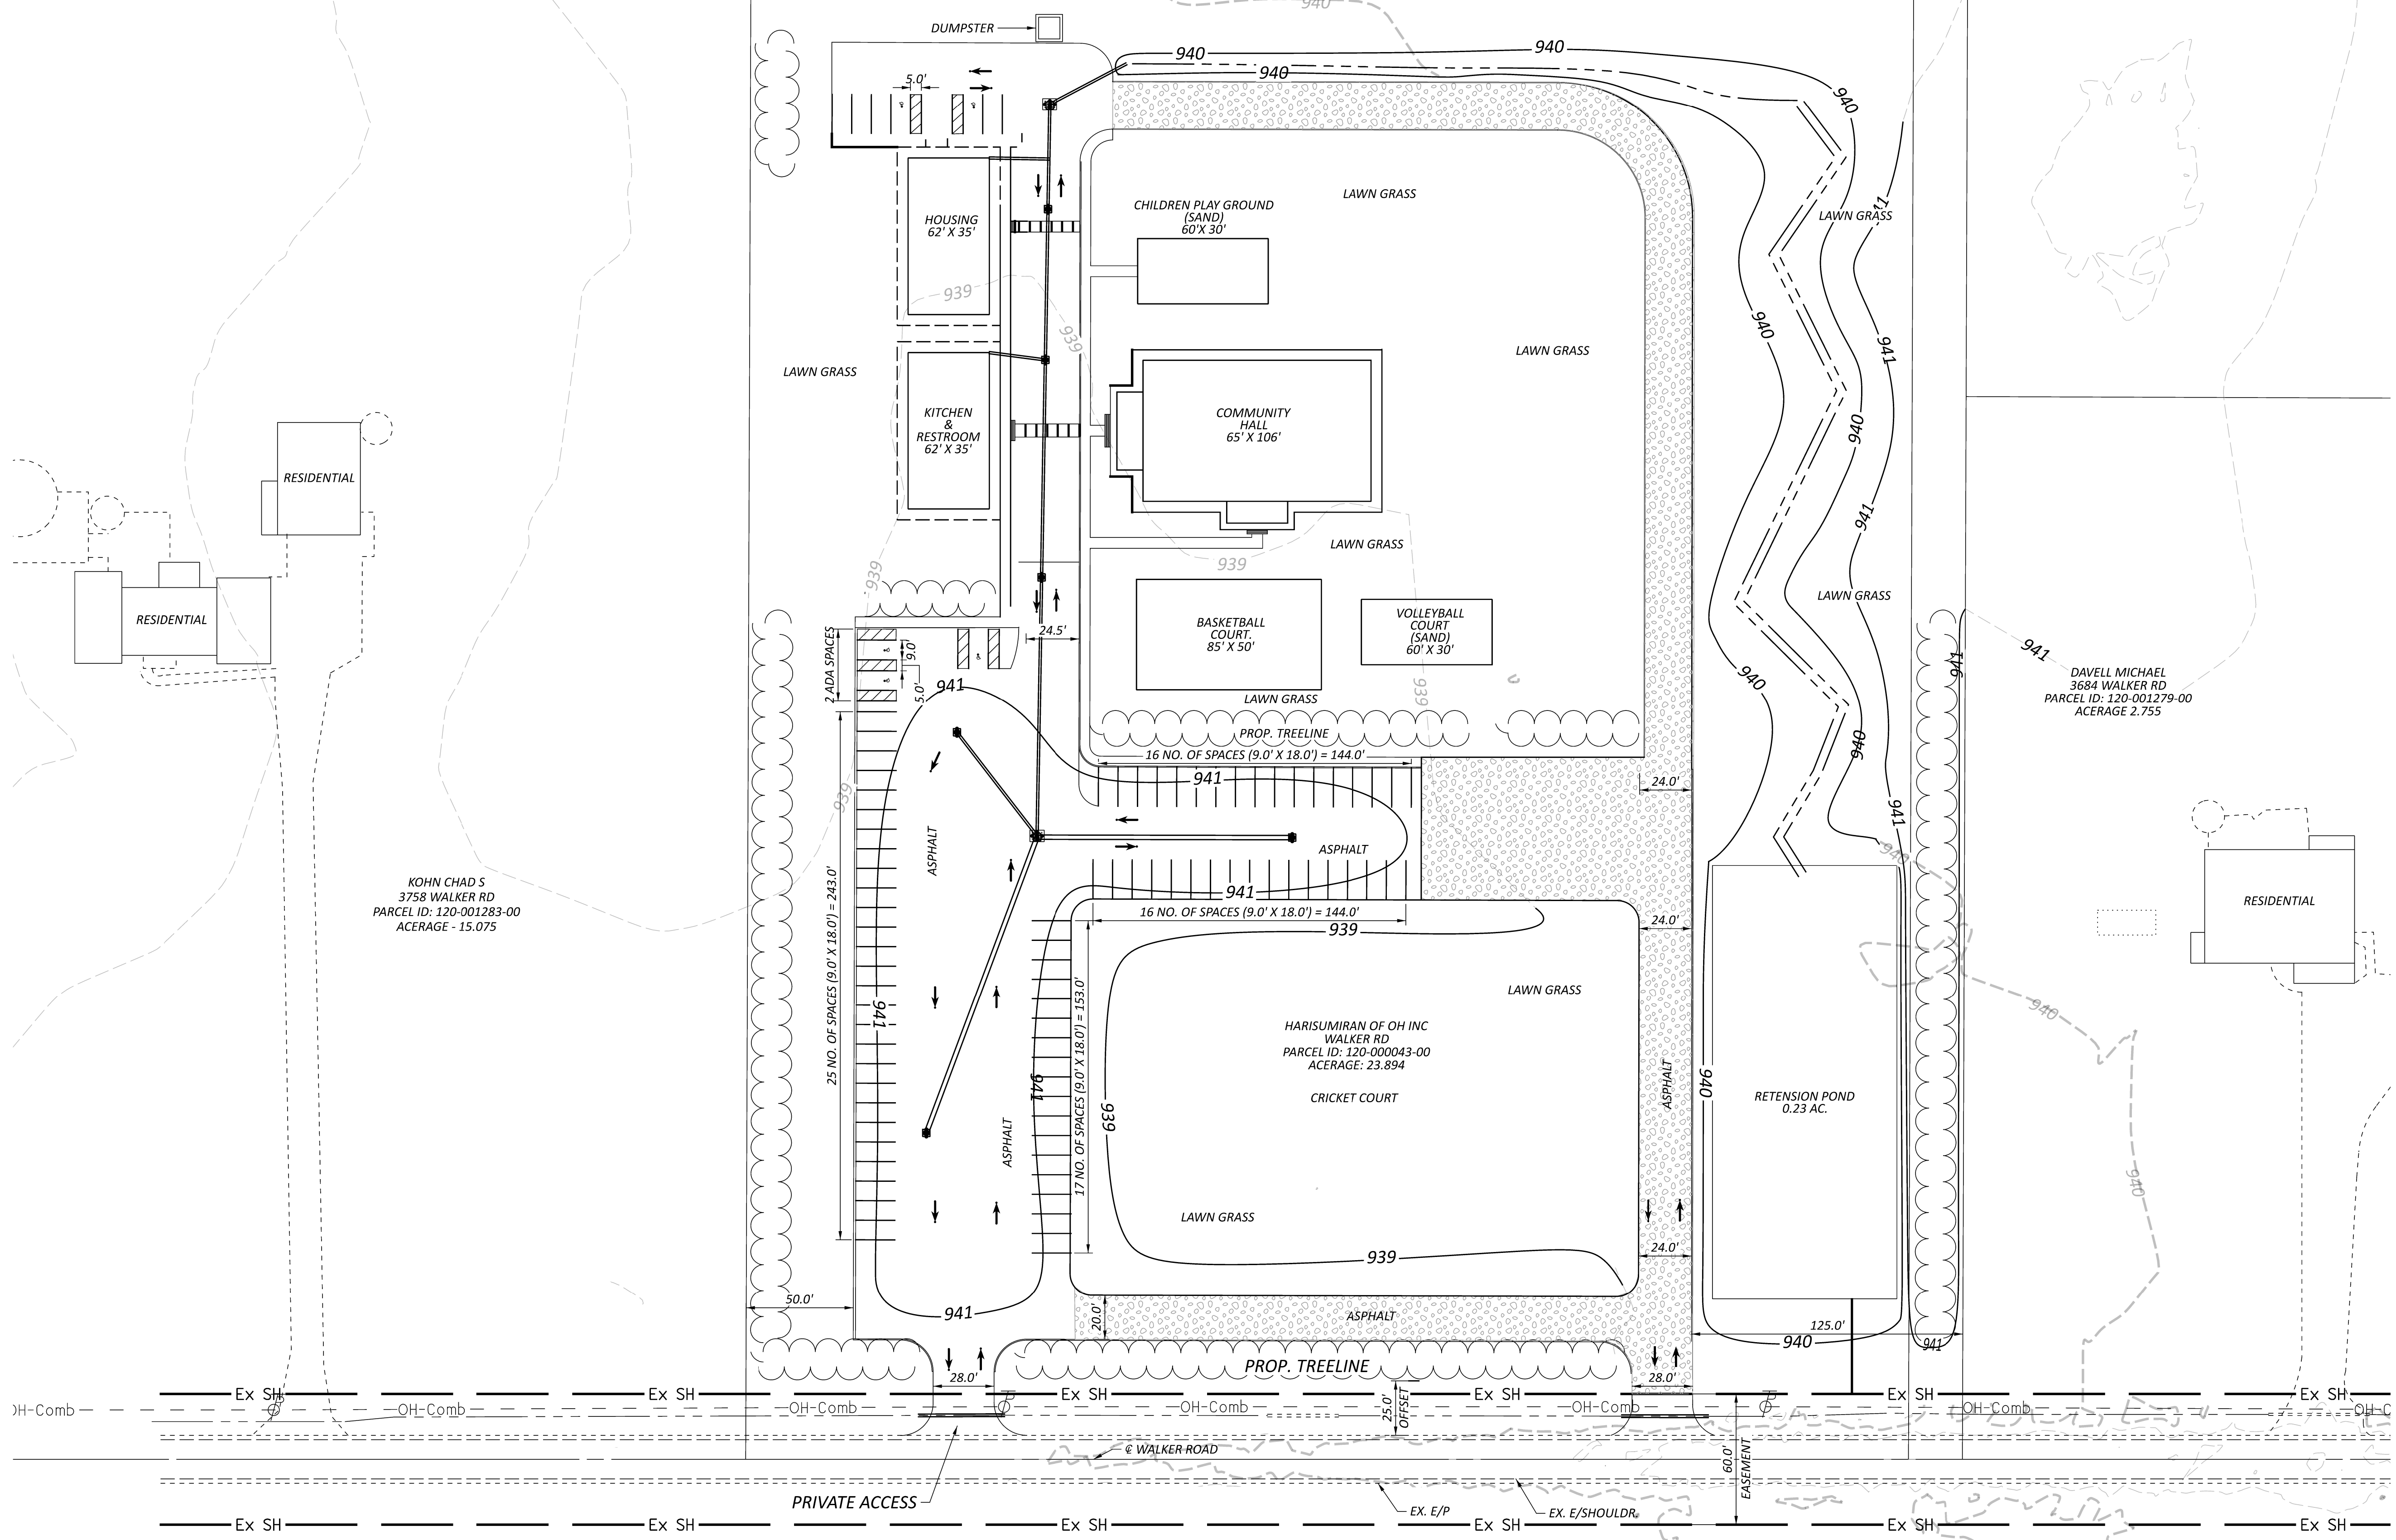 940
DUMPSTER
940
940
940
5.0'
940
LAWN GRASS
CHILDREN PLAY GROUND
(SAND)
60'X 30'
HOUSING
62' X 35'
LAWN GRASS
941
939
939
940
LAWN GRASS
941
LAWN GRASS
KITCHEN
&
RESTROOM
62' X 35'
COMMUNITY
HALL
65' X 106'
940
RESIDENTIAL
941
LAWN GRASS
939
939
LAWN GRASS
RESIDENTIAL
BASKETBALL
COURT.
85' X 50'
VOLLEYBALL
COURT
(SAND)
60' X 30'
24.5'
2 ADA SPACES
9.0'
5.0'
941
941
941
DAVELL MICHAEL
3684 WALKER RD
PARCEL ID: 120-001279-00
ACERAGE 2.755
940
939
LAWN GRASS
PROP. TREELINE
940
16 NO. OF SPACES (9.0' X 18.0') = 144.0'
941
24.0'
939
941
ASPHALT
ASPHALT
940
KOHN CHAD S
3758 WALKER RD
PARCEL ID: 120-001283-00
ACERAGE - 15.075
941
16 NO. OF SPACES (9.0' X 18.0') = 144.0'
939
24.0'
RESIDENTIAL
25 NO. OF SPACES (9.0' X 18.0') = 243.0'
941
LAWN GRASS
940
HARISUMIRAN OF OH INC
WALKER RD
PARCEL ID: 120-000043-00
ACERAGE: 23.894
CRICKET COURT
941
17 NO. OF SPACES (9.0' X 18.0') = 153.0'
939
ASPHALT
940
RETENSION POND
0.23 AC.
ASPHALT
940
LAWN GRASS
939
24.0'
50.0'
941
20.0'
ASPHALT
125.0'
940
941
PROP. TREELINE
28.0'
28.0'
Ex SH
Ex SH
Ex SH
Ex SH
Ex SH
Ex SH
25.0'
OFFSET
OH-Comb
OH-Comb
OH-Comb
OH-Comb
OH-Comb
OH-Comb
℄ WALKER ROAD
60.0'
EASEMENT
PRIVATE ACCESS
EX. E/P
EX. E/SHOULDR.
Ex SH
Ex SH
Ex SH
Ex SH
Ex SH
Ex SH